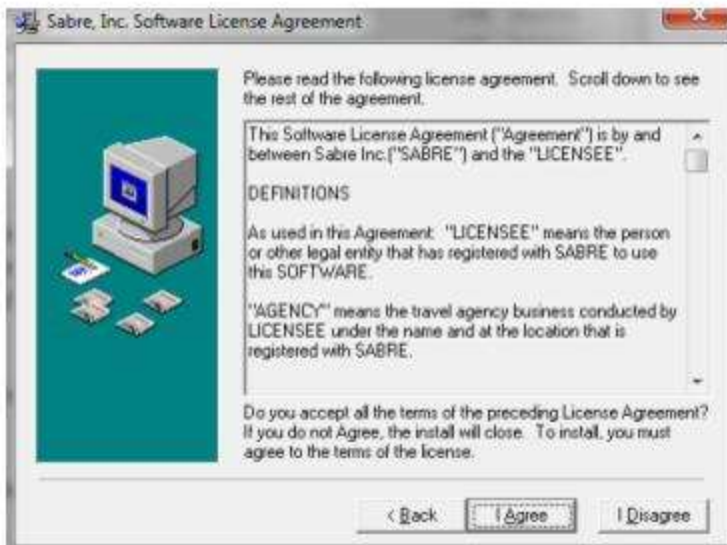 Sabre, Inc. Software License Agreement
Please read the following license agreement. Scroll down to see
the rest of the agreement.
This Software License Agreement ("Agreement") is by and
between Sabre Inc.("SABRE") and the "LICENSEE".
DEFINITIONS
As used in this Agreement: "LICENSEE" means the person
or other legal entity that has registered with SABRE to use
this SOFTWARE.
"AGENCY" means the travel agency business conducted by
LICENSEE under the name and at the location that is
registered with SABRE.
Do you accept all the terms of the preceding License Agreement?
If you do not Agree, the install will close. To install, you must
agree to the terms of the license.
< Back I Agree I Disagree